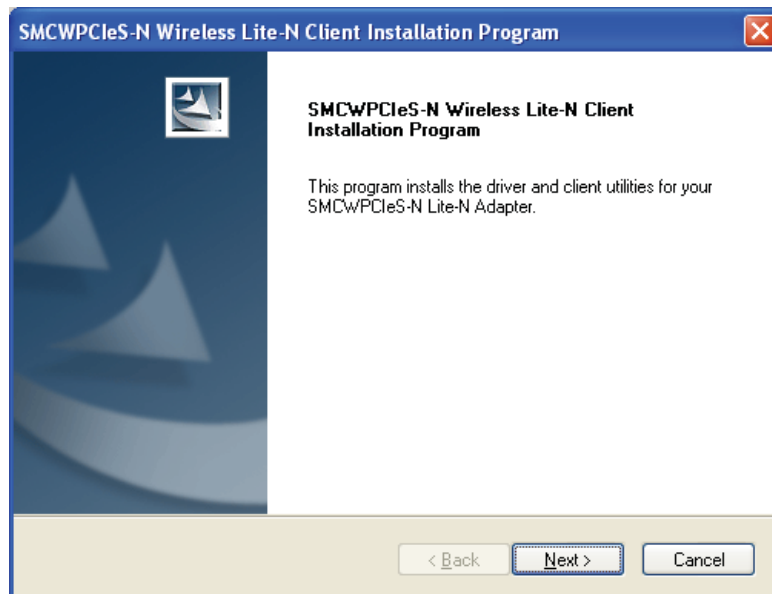 SMCWPCIeS-N Wireless Lite-N Client Installation Program
SMCWPCIeS-N Wireless Lite-N Client
Installation Program
This program installs the driver and client utilities for your
SMCWPCIeS-N Lite-N Adapter.
< Back
Next >
Cancel